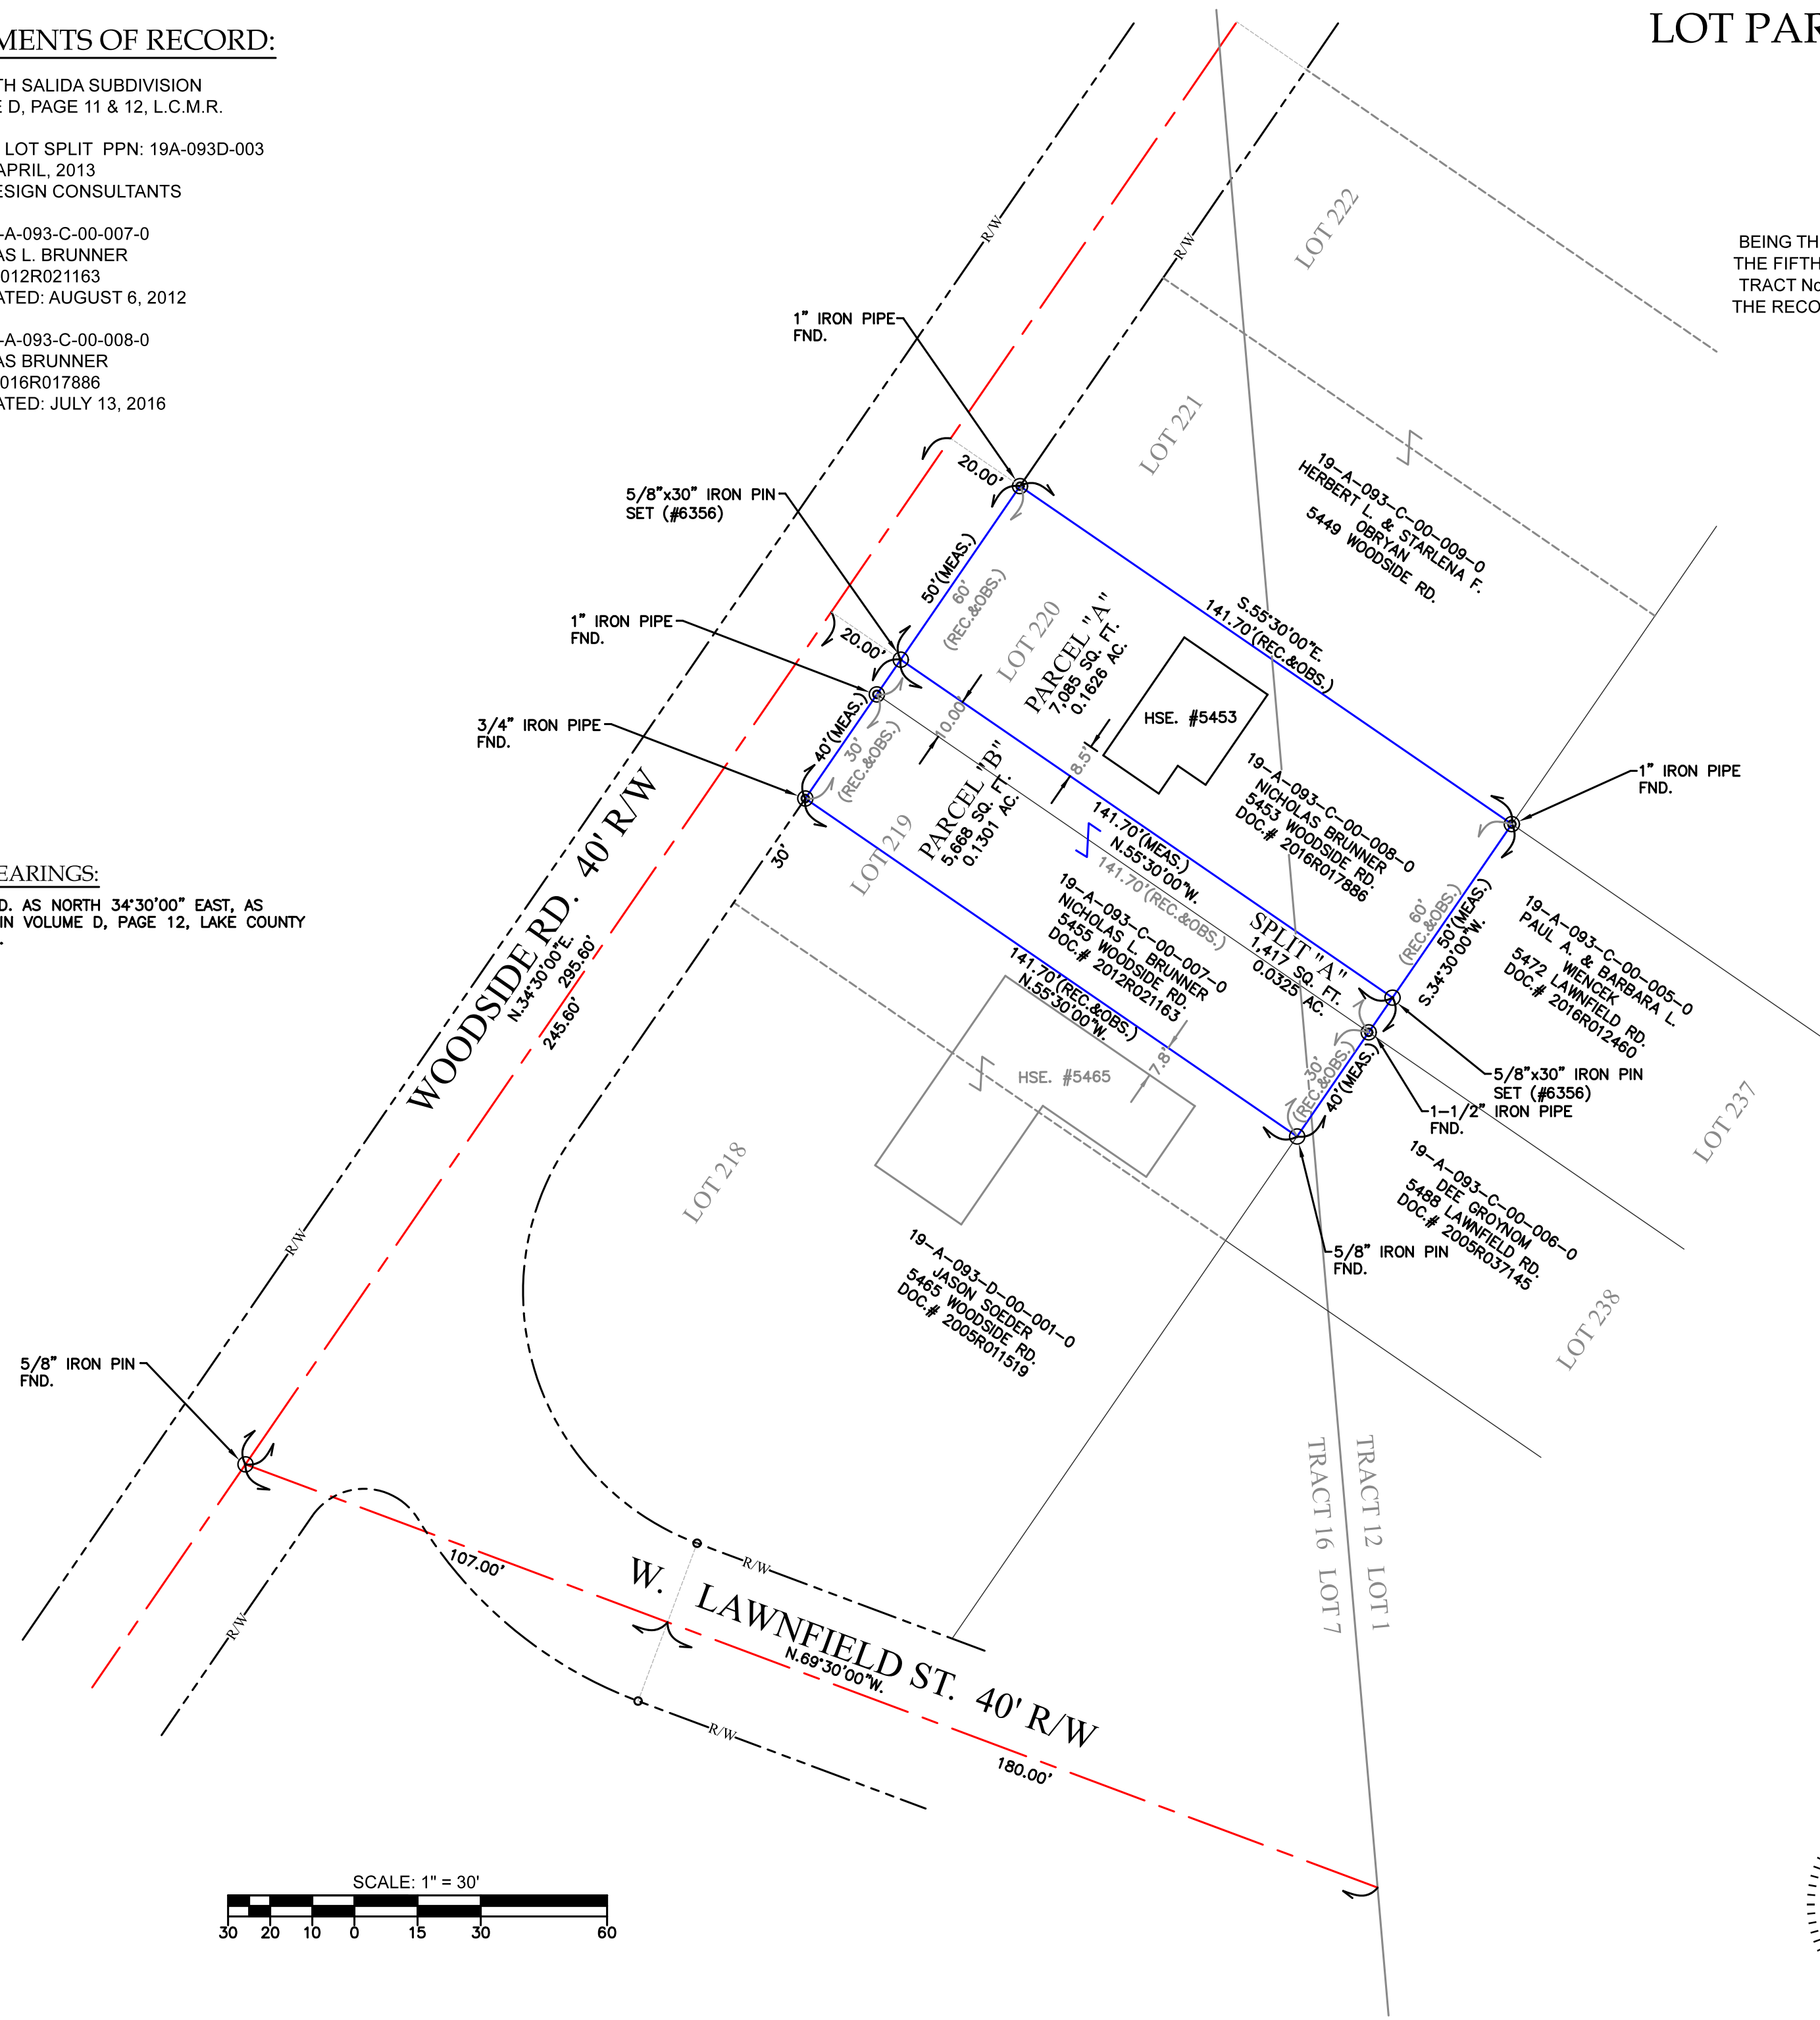 MENTS OF RECORD:
TH SALIDA SUBDIVISION
E D, PAGE 11 & 12, L.C.M.R.
LOT SPLIT PPN: 19A-093D-003
APRIL, 2013
ESIGN CONSULTANTS
-A-093-C-00-007-0
AS L. BRUNNER
012R021163
ATED: AUGUST 6, 2012
-A-093-C-00-008-0
AS BRUNNER
016R017886
ATED: JULY 13, 2016
LOT PAR
BEING TH
THE FIFTH
TRACT No
THE RECO
R/W
R/W
LOT 222
LOT 221
1" IRON PIPE
FND.
20.00'
5/8"x30" IRON PIN
SET (#6356)
19-A-093-C-00-009-0
HERBERT L. & STARLENA F.
OBRYAN
5449 WOODSIDE RD.
50'(MEAS.)
60'
(REC.&OBS.)
LOT 220
PARCEL "A"
7,085 SQ. FT.
0.1626 AC.
S.55°30'00"E.
141.70'(REC.&OBS.)
1" IRON PIPE
FND.
20.00'
HSE. #5453
3/4" IRON PIPE
FND.
40'(MEAS.)
30'
(REC.&OBS.)
10.00'
8.5'
1" IRON PIPE
FND.
LOT 219
PARCEL "B"
5,668 SQ. FT.
0.1301 AC.
141.70'(MEAS.)
N.55°30'00"W.
141.70'(REC.&OBS.)
19-A-093-C-00-008-0
NICHOLAS BRUNNER
5453 WOODSIDE RD.
DOC.# 2016R017886
30'
EARINGS:
D. AS NORTH 34°30'00" EAST, AS
IN VOLUME D, PAGE 12, LAKE COUNTY
.
WOODSIDE RD. 40' R/W
N.34°30'00"E.
295.60'
245.60'
19-A-093-C-00-007-0
NICHOLAS L. BRUNNER
5455 WOODSIDE RD.
DOC.# 2012R021163
SPLIT "A"
1,417 SQ. FT.
0.0325 AC.
60'
(REC.&OBS.)
50'(MEAS.)
S.34°30'00"W.
19-A-093-C-00-005-0
PAUL A. & BARBARA L.
WENCEK
5472 LAWNFIELD RD.
DOC.# 2016R012460
141.70'(REC.&OBS.)
N.55°30'00"W.
HSE. #5465
7.8'
30'
(REC.&OBS.)
40'(MEAS.)
5/8"x30" IRON PIN
SET (#6356)
1-1/2" IRON PIPE
FND.
LOT 237
LOT 218
19-A-093-C-00-006-0
DEE GROYNOM
5488 LAWNFIELD RD.
DOC.# 2005R037145
5/8" IRON PIN
FND.
R/W
19-A-093-D-00-001-0
JASON SOEDER
5465 WOODSIDE RD.
DOC.# 2005R011519
LOT 238
5/8" IRON PIN
FND.
TRACT 16 LOT 7
TRACT 12 LOT 1
107.00'
R/W
R/W
W. LAWNFIELD ST. 40' R/W
N.69°30'00"W.
R/W
180.00'
SCALE: 1" = 30'
30 20 10 0 15 30 60